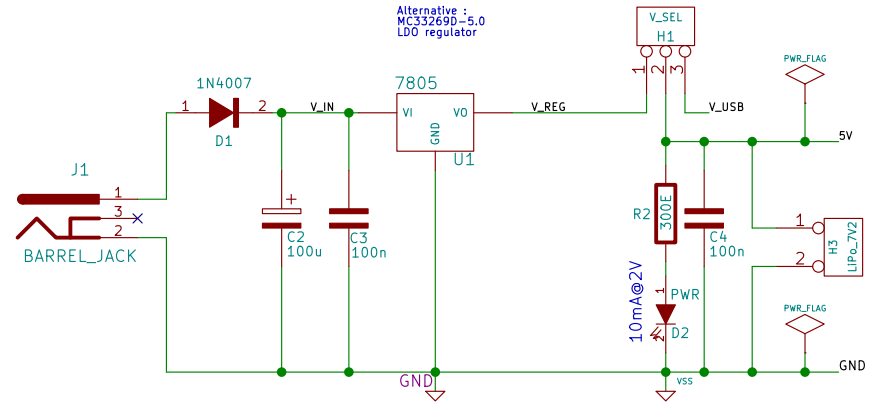 Alternative :
MC33269D-5.0
LDO regulator
V_SEL
H1
1 2 3
PWR_FLAG
1N4007
1 2
D1
V_IN
7805
VI VO
GND
U1
V_REG
V_USB
5V
J1
1
3
2
BARREL_JACK
C2
100u
C3
100n
R2
300E
C4
100n
1
2
H3
LiPo_7V2
10mA@2V
1
PWR
D2
2
PWR_FLAG
GND
GND
VSS